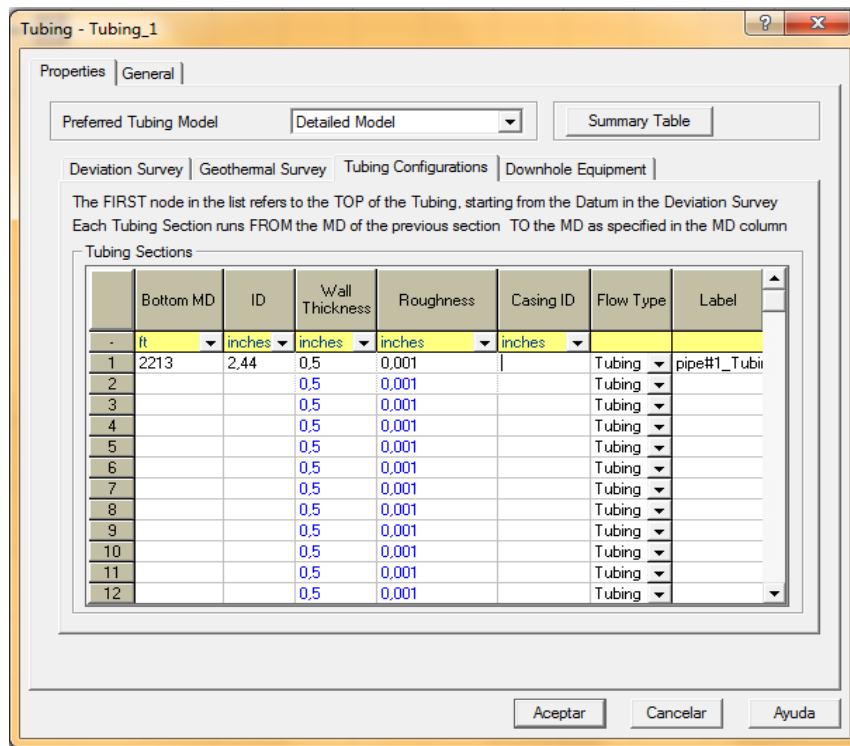 Tubing - Tubing_1
?
x
Properties General
Preferred Tubing Model Detailed Model Summary Table
Deviation Survey Geothermal Survey Tubing Configurations Downhole Equipment
The FIRST node in the list refers to the TOP of the Tubing, starting from the Datum in the Deviation Survey
Each Tubing Section runs FROM the MD of the previous section TO the MD as specified in the MD column
Tubing Sections
Bottom MD ID Wall Thickness Roughness Casing ID Flow Type Label
- ft inches inches inches inches
1 2213 2,44 0,5 0,001 Tubing pipe#1_Tubi
2 0,5 0,001 Tubing
3 0,5 0,001 Tubing
4 0,5 0,001 Tubing
5 0,5 0,001 Tubing
6 0,5 0,001 Tubing
7 0,5 0,001 Tubing
8 0,5 0,001 Tubing
9 0,5 0,001 Tubing
10 0,5 0,001 Tubing
11 0,5 0,001 Tubing
12 0,5 0,001 Tubing
Aceptar Cancelar Ayuda